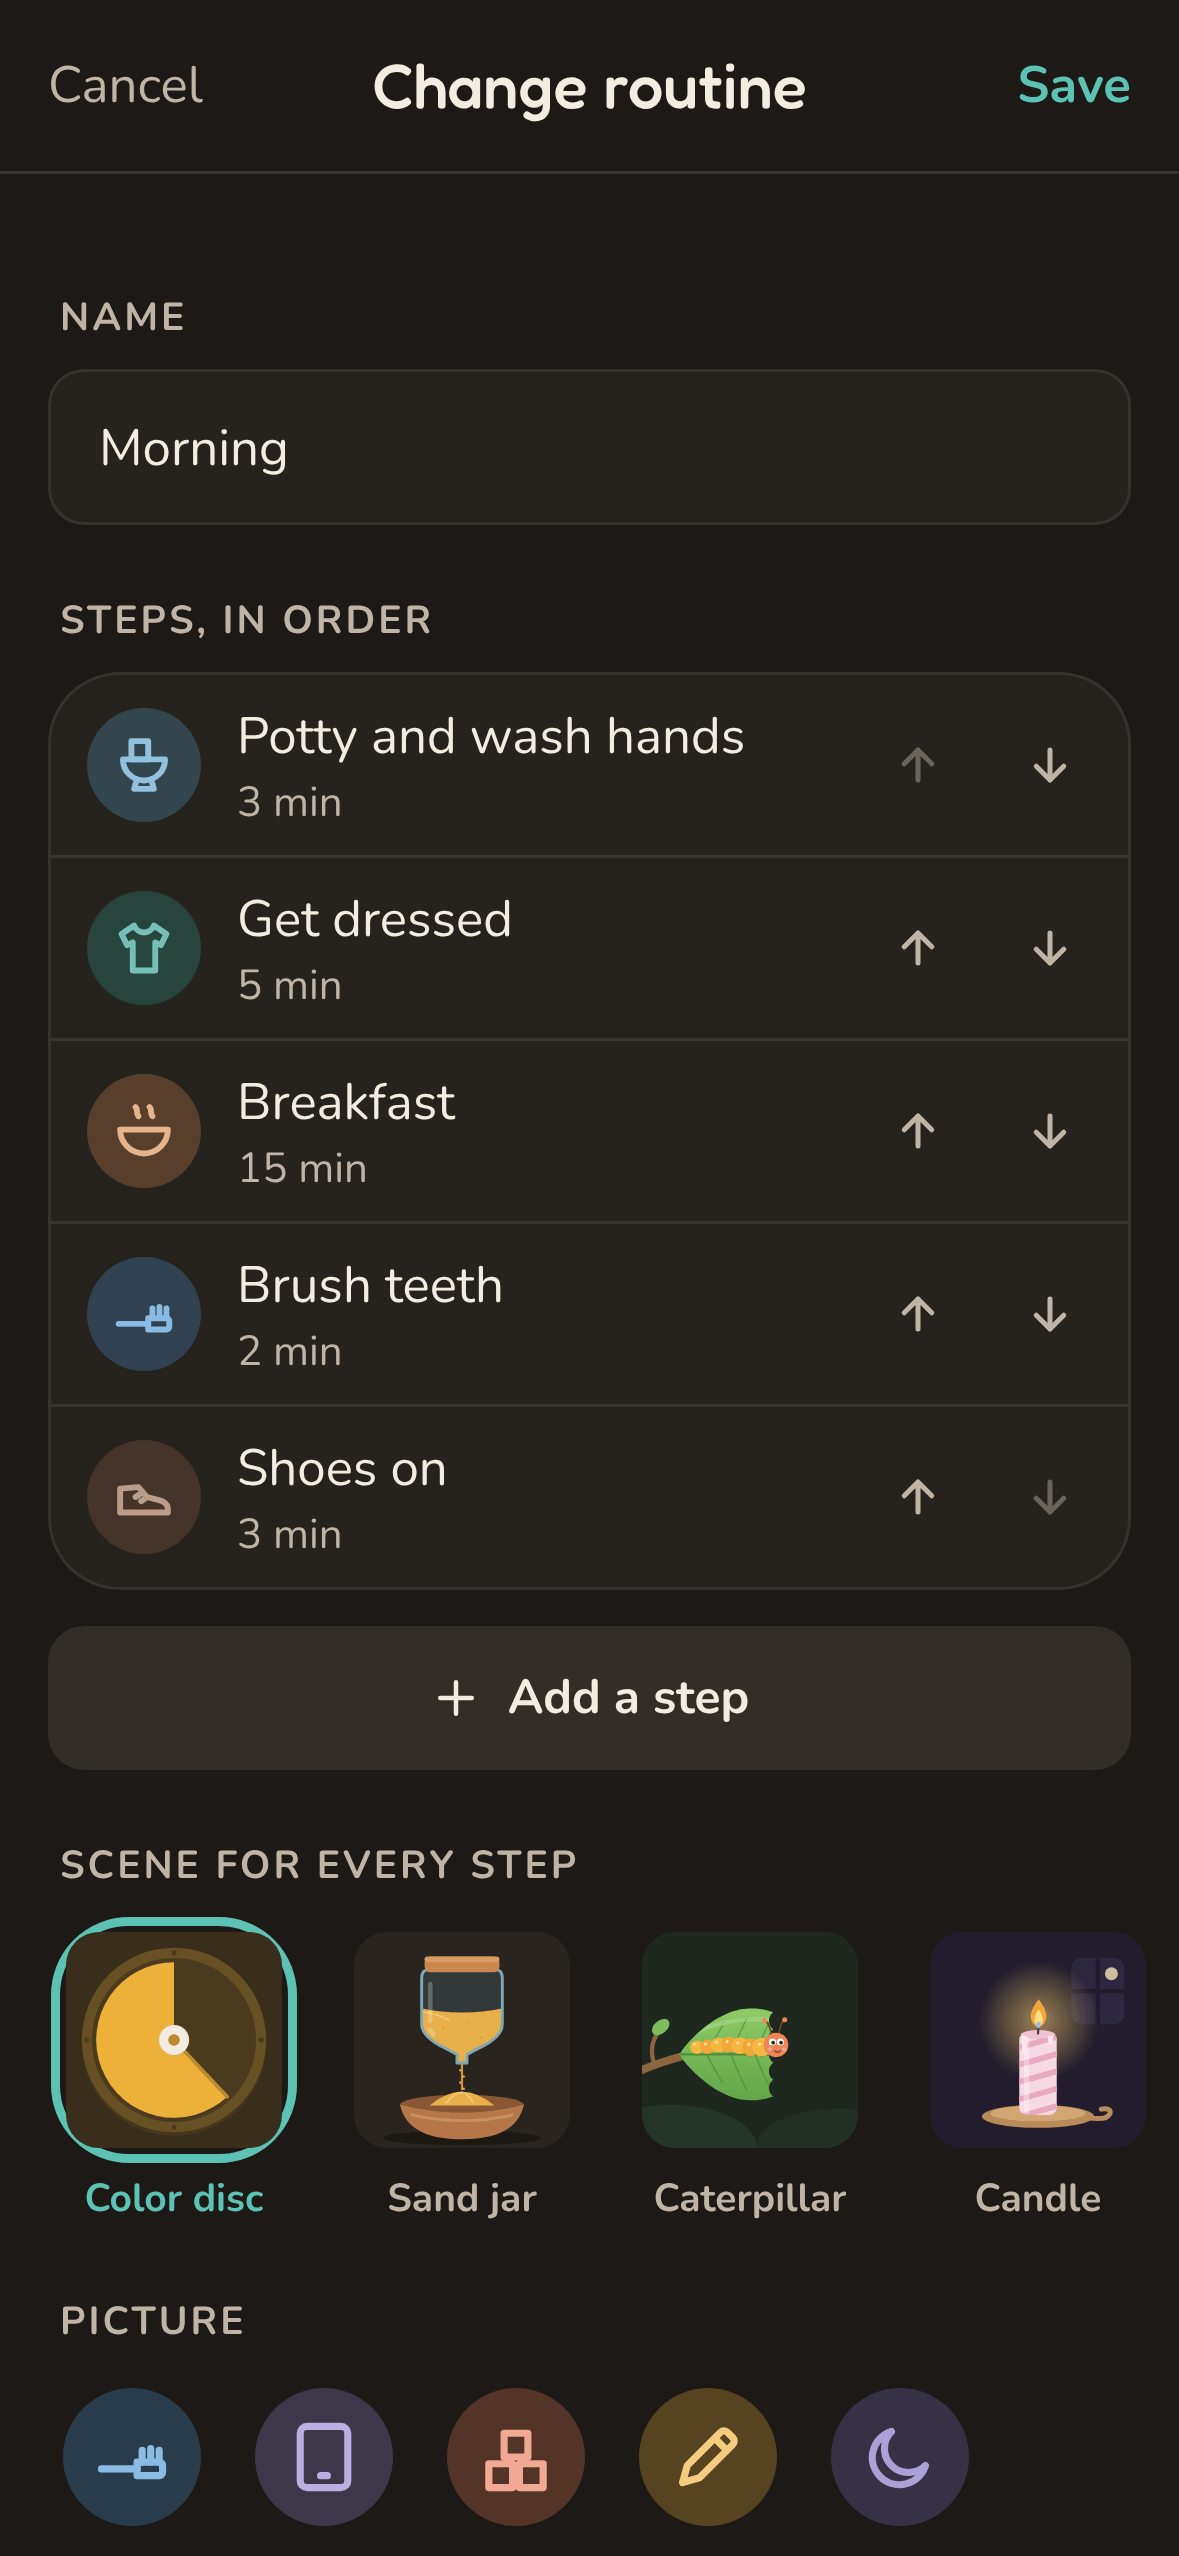 Cancel
Change routine
Save
NAME
Morning
STEPS, IN ORDER
Potty and wash hands
3 min
Get dressed
5 min
Breakfast
15 min
Brush teeth
2 min
Shoes on
3 min
Add a step
SCENE FOR EVERY STEP
Color disc
Sand jar
Caterpillar
Candle
PICTURE